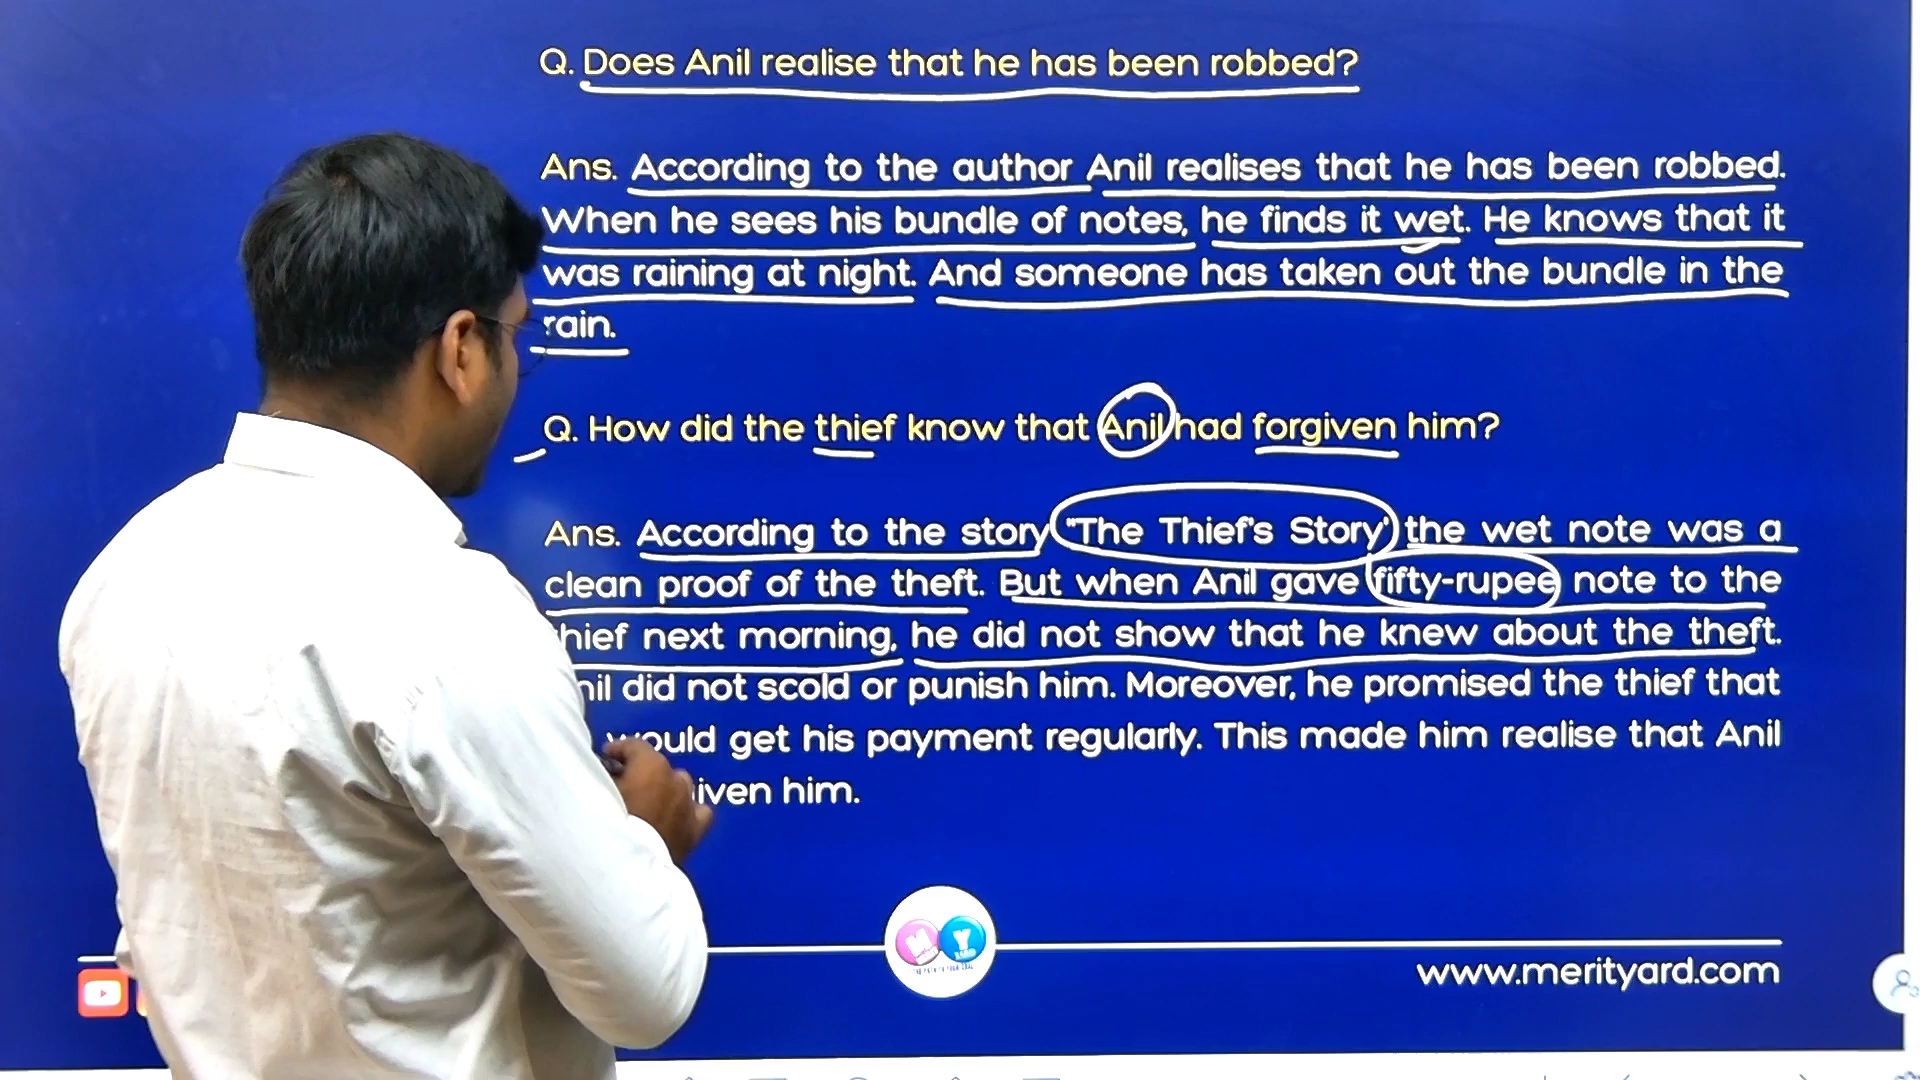 Q. Does Anil realise that he has been robbed?
Ans. According to the author Anil realises that he has been robbed.
When he sees his bundle of notes, he finds it wet. He knows that it
was raining at night. And someone has taken out the bundle in the
rain.
Q. How did the thief know that Anil had forgiven him?
Ans. According to the story "The Thief's Story' the wet note was a
clean proof of the theft. But when Anil gave fifty-rupee note to the
hief next morning, he did not show that he knew about the theft.
nil did not scold or punish him. Moreover, he promised the thief that
would get his payment regularly. This made him realise that Anil
iven him.
M Y
www.merityard.com